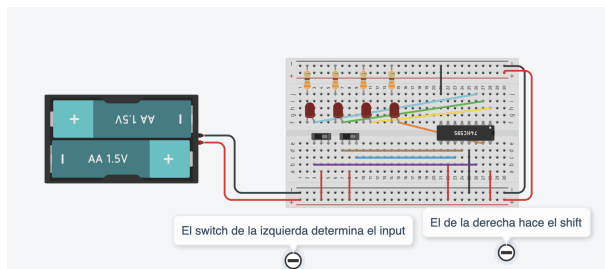 AA 1.5V
AA 1.5V
74HC595
El switch de la izquierda determina el input
El de la derecha hace el shift